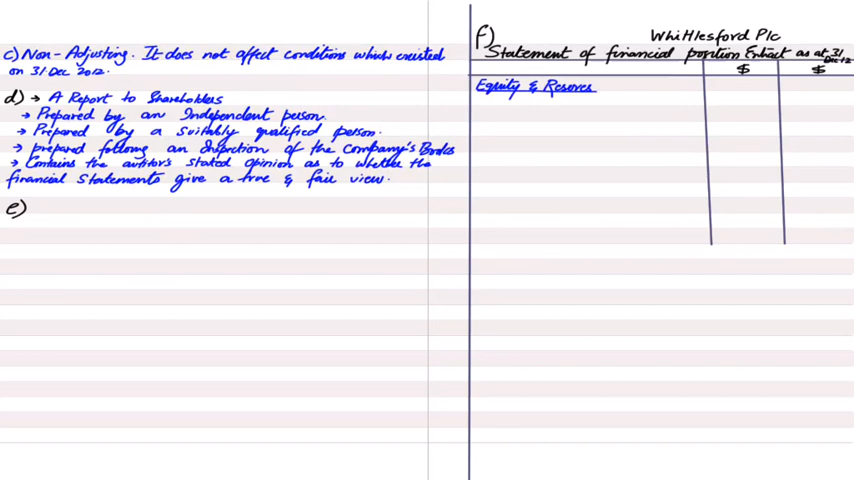 c) Non-Adjusting. It does not affect conditions which existed
on 31 Dec 2012.
d) → A Report to Shareholders
→ Prepared by an Independent person.
→ Prepared by a suitably qualified person.
→ prepared following an Inspection of the Company's Books
→ Contains the auditor's stated opinion as to whether the
financial statements give a true & fair view.
e)
f) Whittlesford Plc
Statement of financial position Extract as at 31 Dec 12
$ $
Equity & Reserves